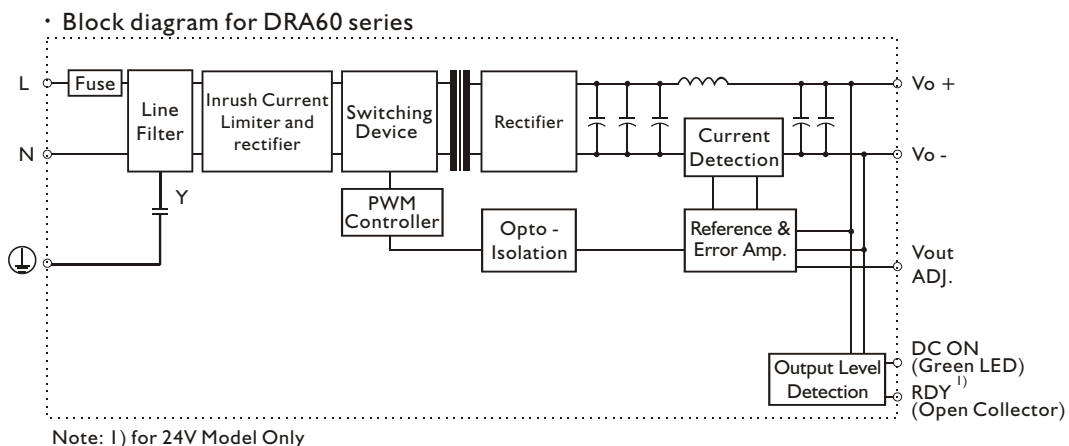 · Block diagram for DRA60 series
L
Fuse
Line
Filter
Inrush Current
Limiter and
rectifier
Switching
Device
Rectifier
Current
Detection
Vo +
N
Vo -
Y
PWM
Controller
Opto -
Isolation
Reference &
Error Amp.
Vout
ADJ.
Output Level
Detection
DC ON
(Green LED)
RDY 1)
(Open Collector)
Note: 1) for 24V Model Only